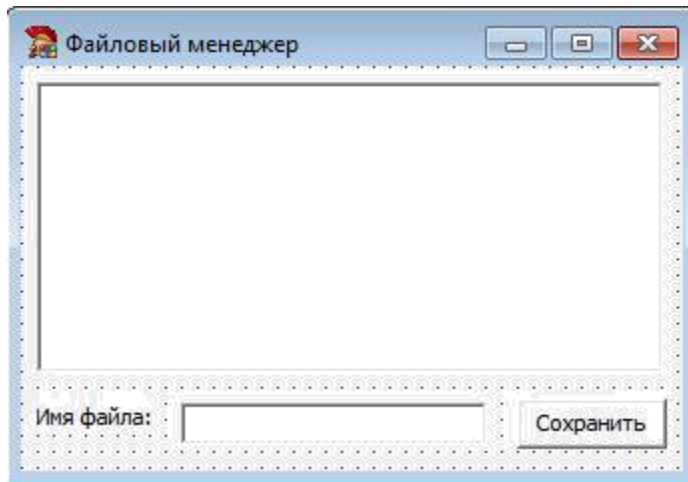 Файловый менеджер
Имя файла:
Сохранить